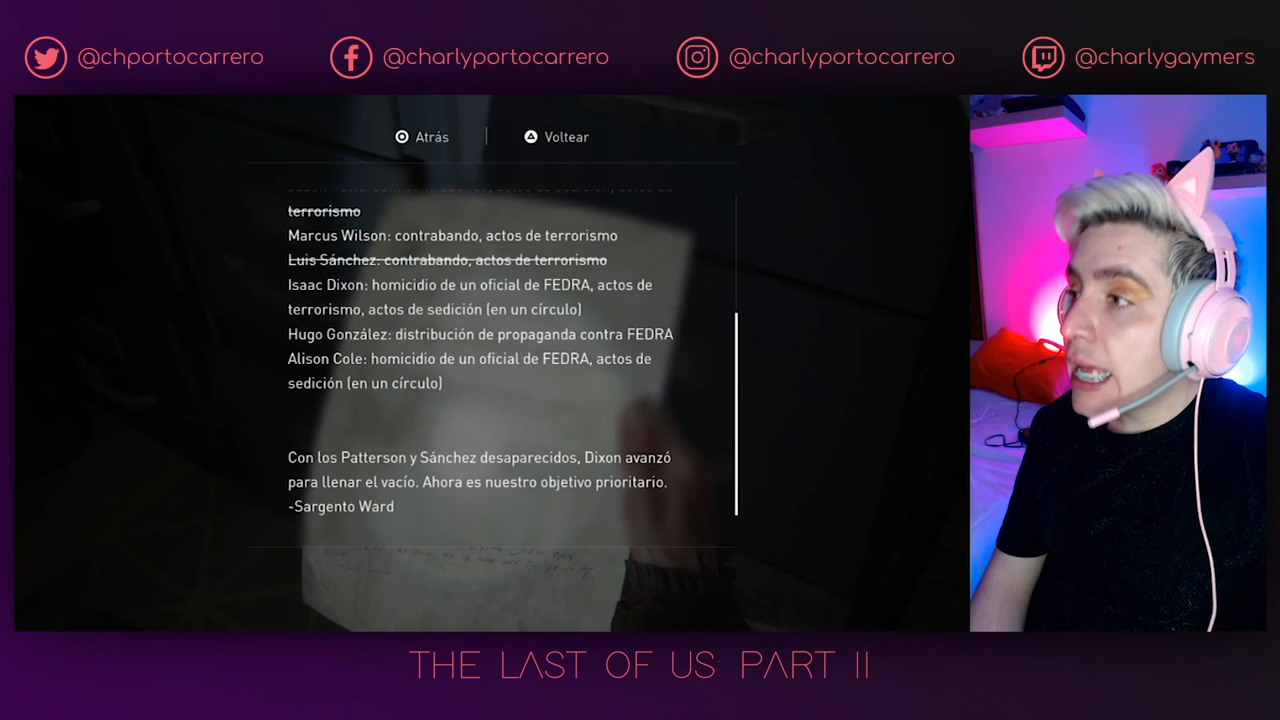 @chportocarrero
@charlyportocarrero
@charlyportocarrero
@charlygaymers
Atrás
Voltear
terrorismo
Marcus Wilson: contrabando, actos de terrorismo
Luis Sánchez: contrabando, actos de terrorismo
Isaac Dixon: homicidio de un oficial de FEDRA, actos de
terrorismo, actos de sedición (en un círculo)
Hugo González: distribución de propaganda contra FEDRA
Alison Cole: homicidio de un oficial de FEDRA, actos de
sedición (en un círculo)
Con los Patterson y Sánchez desaparecidos, Dixon avanzó
para llenar el vacío. Ahora es nuestro objetivo prioritario.
-Sargento Ward
THE LAST OF US: PART II